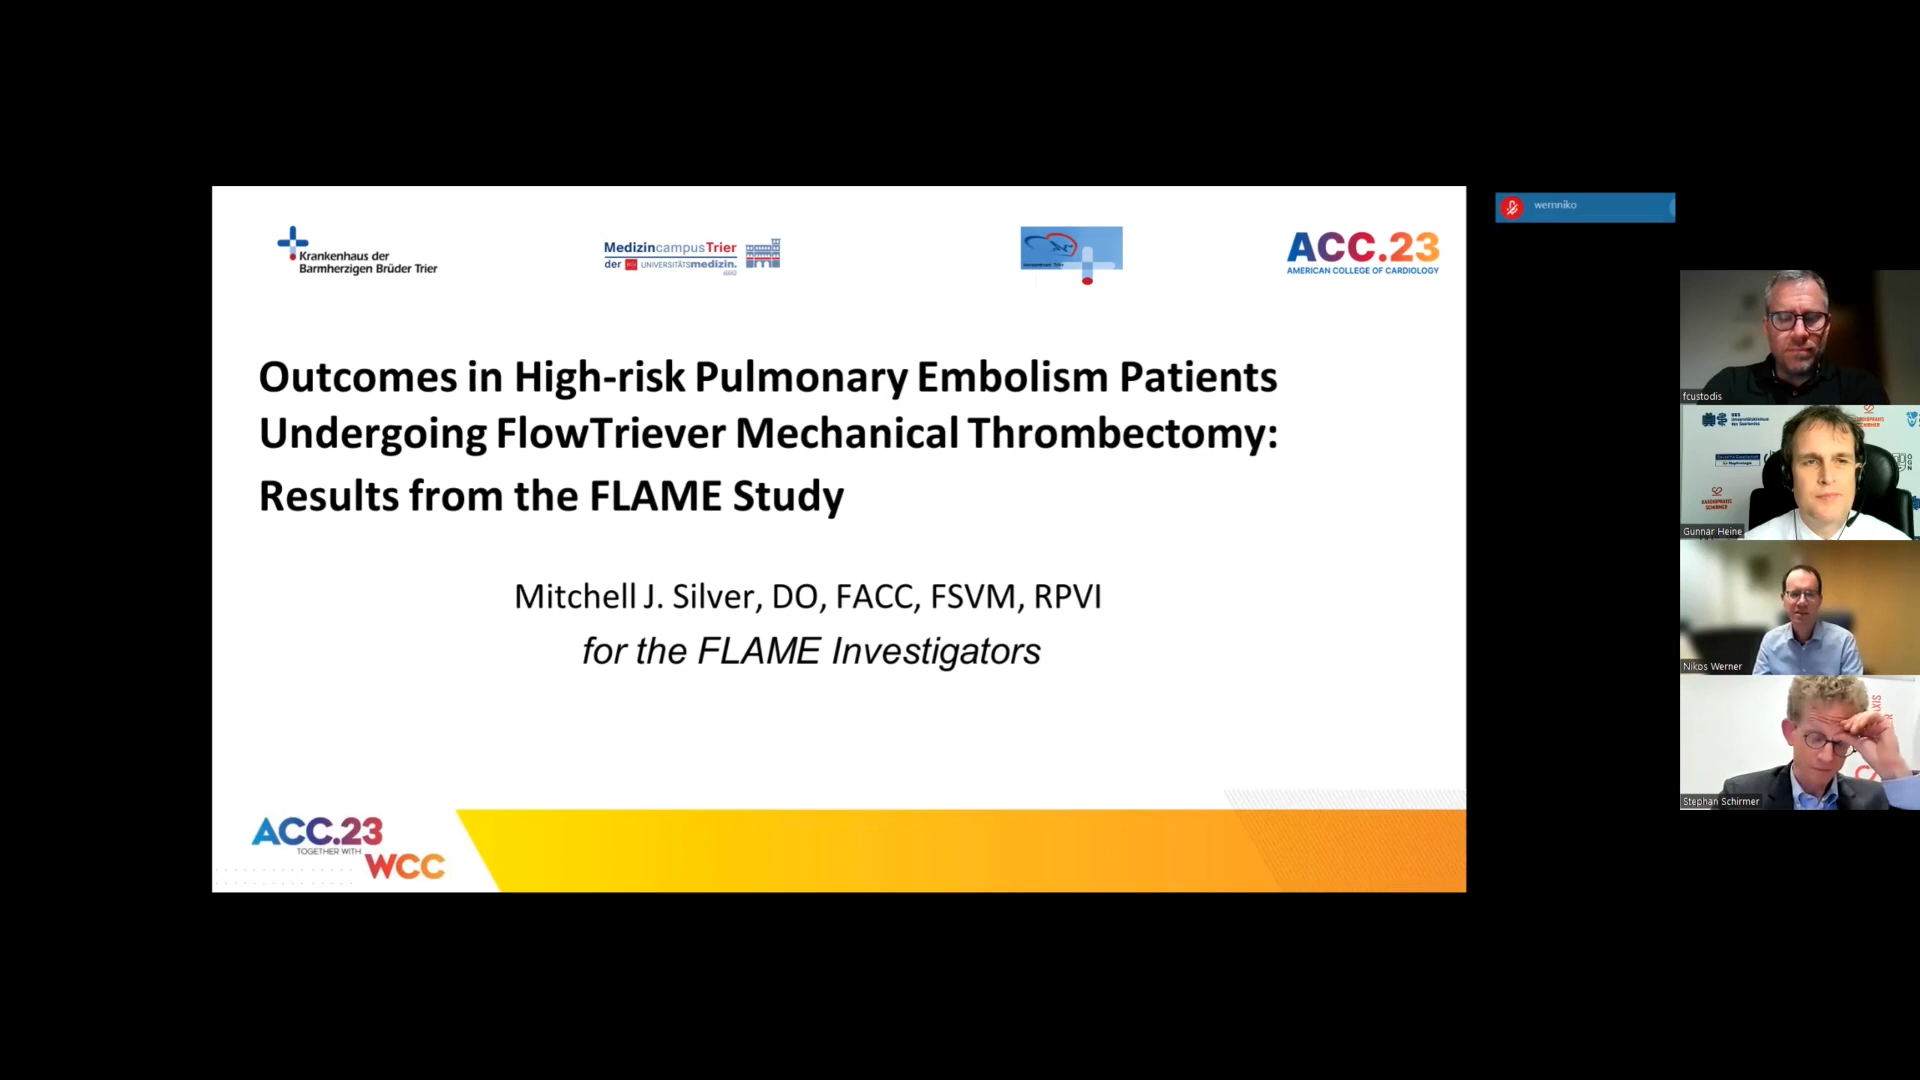 Krankenhaus der
Barmherzigen Brüder Trier
MedizincampusTrier
der UNIVERSITÄTSmedizin.
ACC.23
AMERICAN COLLEGE OF CARDIOLOGY
wernniko
Outcomes in High-risk Pulmonary Embolism Patients
Undergoing FlowTriever Mechanical Thrombectomy:
Results from the FLAME Study
Mitchell J. Silver, DO, FACC, FSVM, RPVI
for the FLAME Investigators
ACC.23
TOGETHER WITH
WCC
fcustodis
KARDIOPRAXIS
SCHIRMER
Gunnar Heine
Nikos Werner
Stephan Schirmer